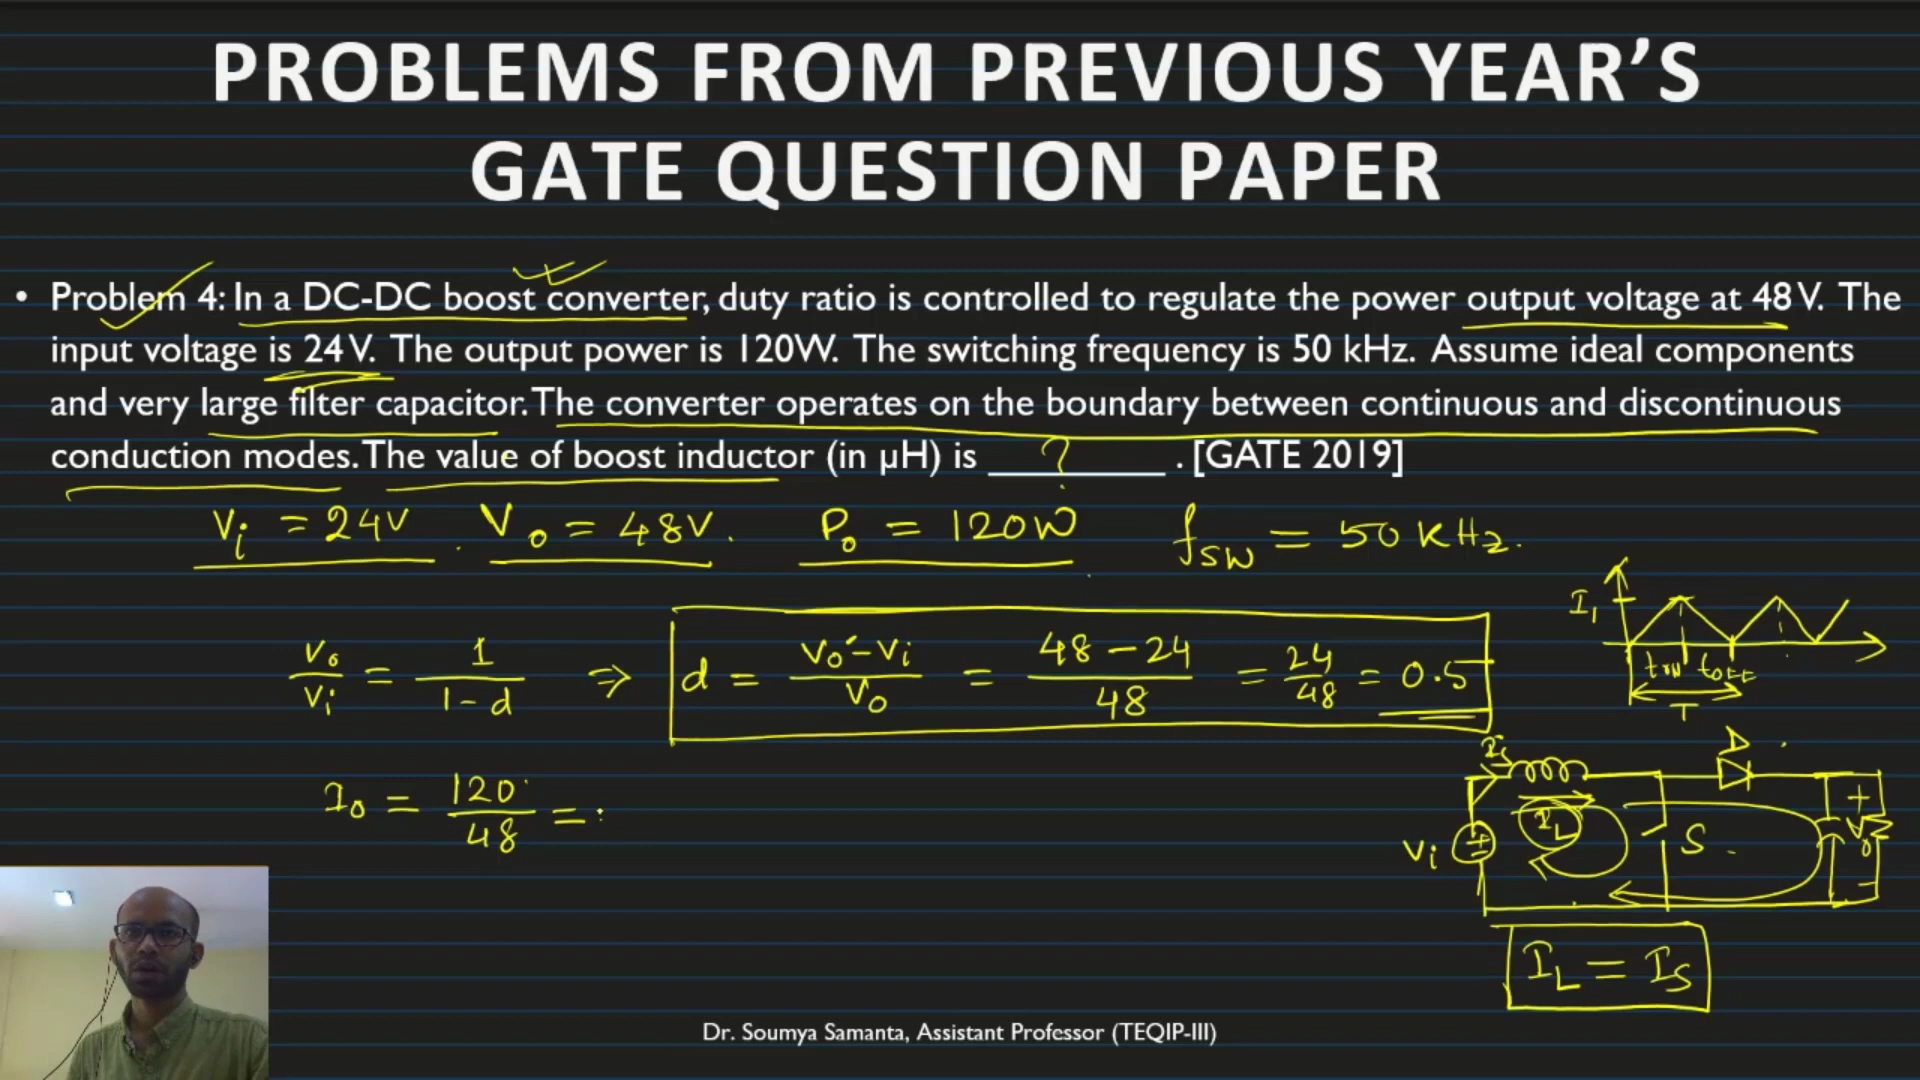 PROBLEMS FROM PREVIOUS YEAR'S
GATE QUESTION PAPER
• Problem 4: In a DC-DC boost converter, duty ratio is controlled to regulate the power output voltage at 48 V. The
input voltage is 24 V. The output power is 120W. The switching frequency is 50 kHz. Assume ideal components
and very large filter capacitor. The converter operates on the boundary between continuous and discontinuous
conduction modes. The value of boost inductor (in µH) is ________ . [GATE 2019]
?
Vi = 24V . Vo = 48V. Po = 120W fSW = 50 KHz.
Vo/Vi = 1/(1-d) ⇒ d = (Vo-Vi)/Vo = (48-24)/48 = 24/48 = 0.5
I1
tON tOFF
T
Io = 120/48 =
Is D
Vi IL S + Vo -
IL = Is
Dr. Soumya Samanta, Assistant Professor (TEQIP-III)